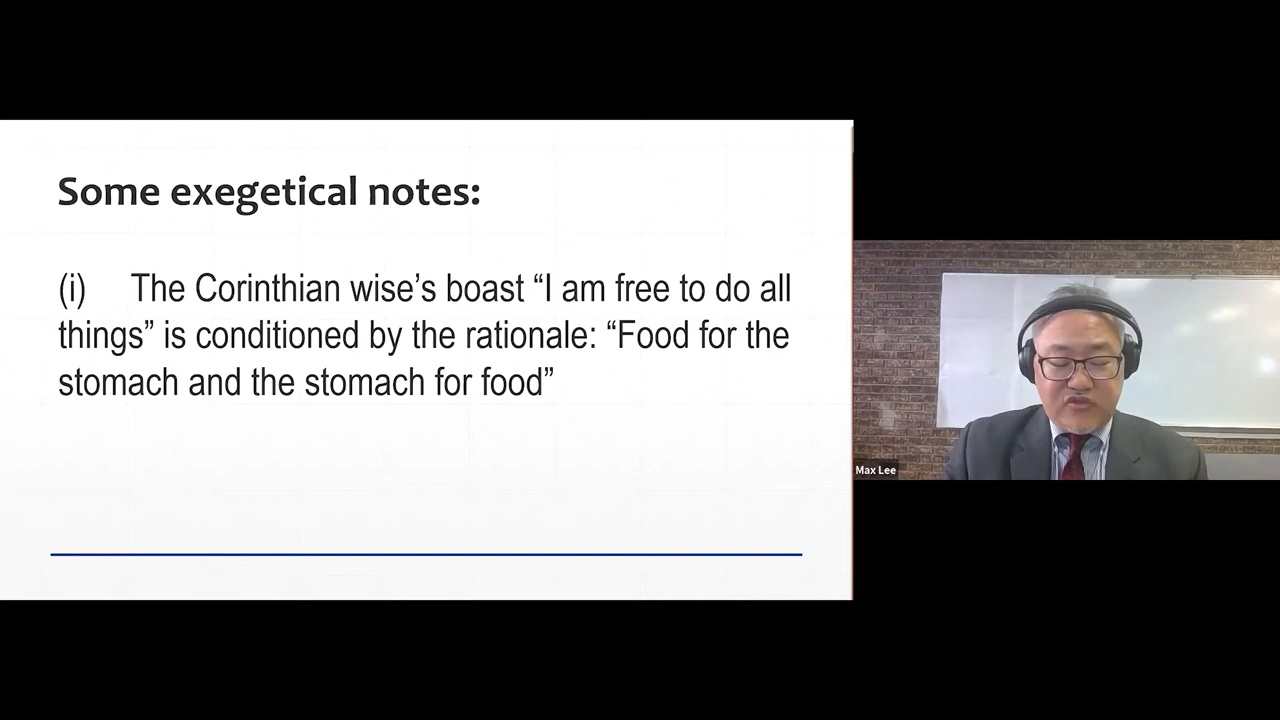 Some exegetical notes:
(i) The Corinthian wise’s boast “I am free to do all
things” is conditioned by the rationale: “Food for the
stomach and the stomach for food”
Max Lee